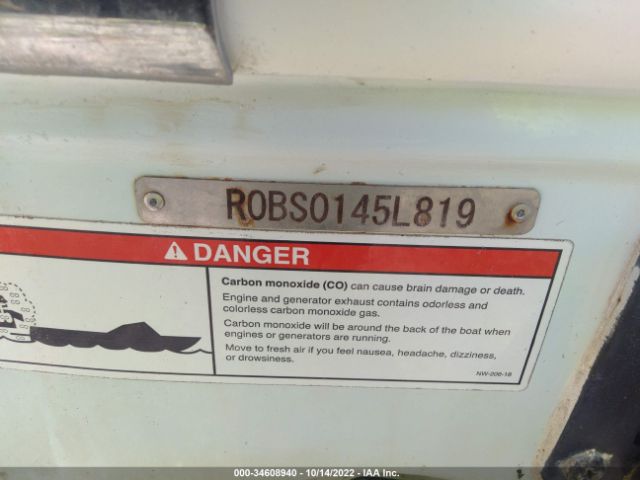 ROBS0145L819
DANGER
Carbon monoxide (CO) can cause brain damage or death.
Engine and generator exhaust contains odorless and
colorless carbon monoxide gas.
Carbon monoxide will be around the back of the boat when
engines or generators are running.
Move to fresh air if you feel nausea, headache, dizziness,
or drowsiness.
NW-206-18
000-34608940 - 10/14/2022 - IAA Inc.